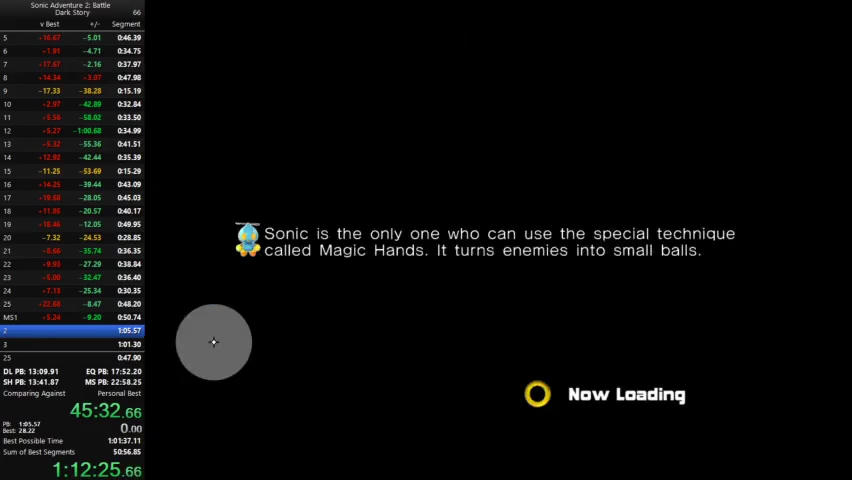 Sonic Adventure 2: Battle
Dark Story 66
v Best +/- Segment
5 +16.67 −5.01 0:46.39
6 +1.91 −4.71 0:34.75
7 +17.67 −2.16 0:37.97
8 +14.34 +3.07 0:47.98
9 −17.33 −38.28 0:15.19
10 +2.97 −42.89 0:32.84
11 +5.56 −58.02 0:33.50
12 +5.27 −1:00.68 0:34.99
13 −5.32 −55.36 0:41.51
14 +12.92 −42.44 0:35.39
15 −11.25 −53.69 0:15.29
16 +14.25 −39.44 0:43.09
17 +19.68 −28.05 0:45.03
18 +11.85 −20.57 0:40.17
19 +18.46 −12.05 0:49.95
20 −7.32 −24.53 0:28.85
21 −8.66 −35.74 0:36.35
22 +9.93 −27.29 0:38.84
23 −5.00 −32.47 0:36.40
24 +7.13 −25.34 0:30.35
25 +22.68 −8.47 0:48.20
MS1 +5.24 −9.20 0:50.74
2 1:05.57
3 1:01.30
25 0:47.90
DL PB: 13:09.91 EQ PB: 17:52.20
SH PB: 13:41.87 MS PB: 22:58.25
Comparing Against Personal Best
45:32.66
PB: 1:05.57
Best: 28.22 0.00
Best Possible Time 1:01:37.11
Sum of Best Segments 50:56.85
1:12:25.66
Sonic is the only one who can use the special technique
called Magic Hands. It turns enemies into small balls.
Now Loading